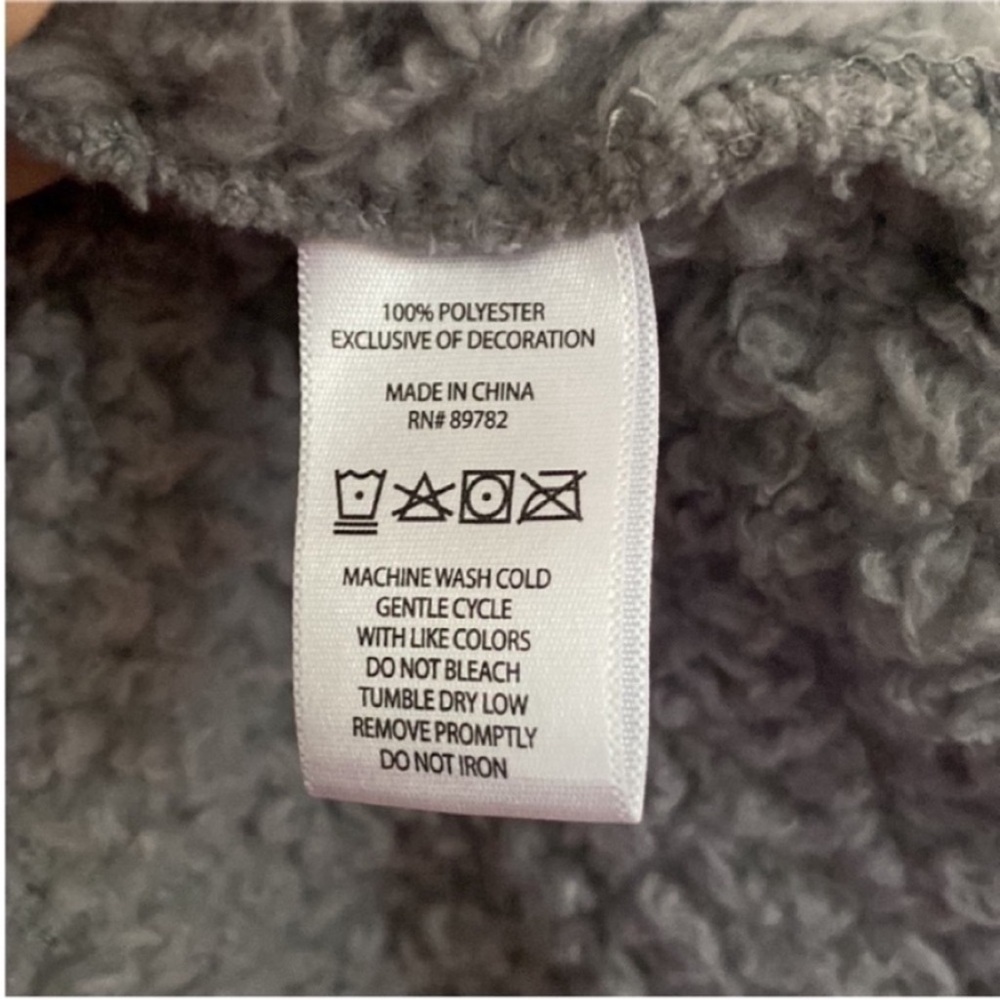 100% POLYESTER
EXCLUSIVE OF DECORATION
MADE IN CHINA
RN# 89782
MACHINE WASH COLD
GENTLE CYCLE
WITH LIKE COLORS
DO NOT BLEACH
TUMBLE DRY LOW
REMOVE PROMPTLY
DO NOT IRON